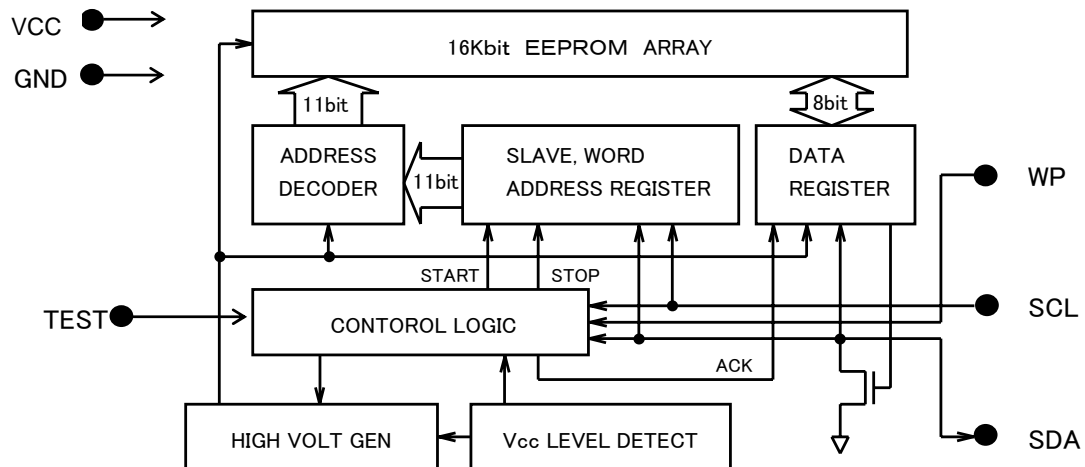 VCC
16Kbit EEPROM ARRAY
GND
11bit
8bit
ADDRESS
DECODER
11bit
SLAVE, WORD
ADDRESS REGISTER
DATA
REGISTER
WP
START
STOP
TEST
CONTOROL LOGIC
SCL
ACK
HIGH VOLT GEN
Vcc LEVEL DETECT
SDA